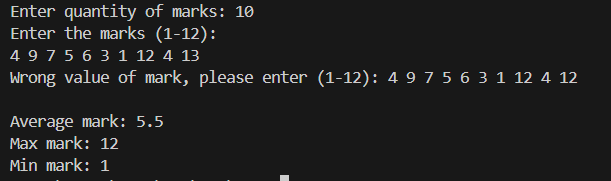 Enter quantity of marks: 10
Enter the marks (1-12):
4 9 7 5 6 3 1 12 4 13
Wrong value of mark, please enter (1-12): 4 9 7 5 6 3 1 12 4 12
Average mark: 5.5
Max mark: 12
Min mark: 1